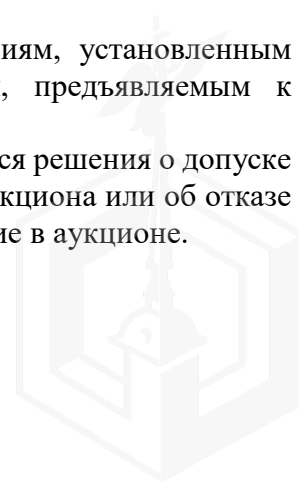 иям, установленным
, предъявляемым к
ся решения о допуске
кциона или об отказе
ие в аукционе.